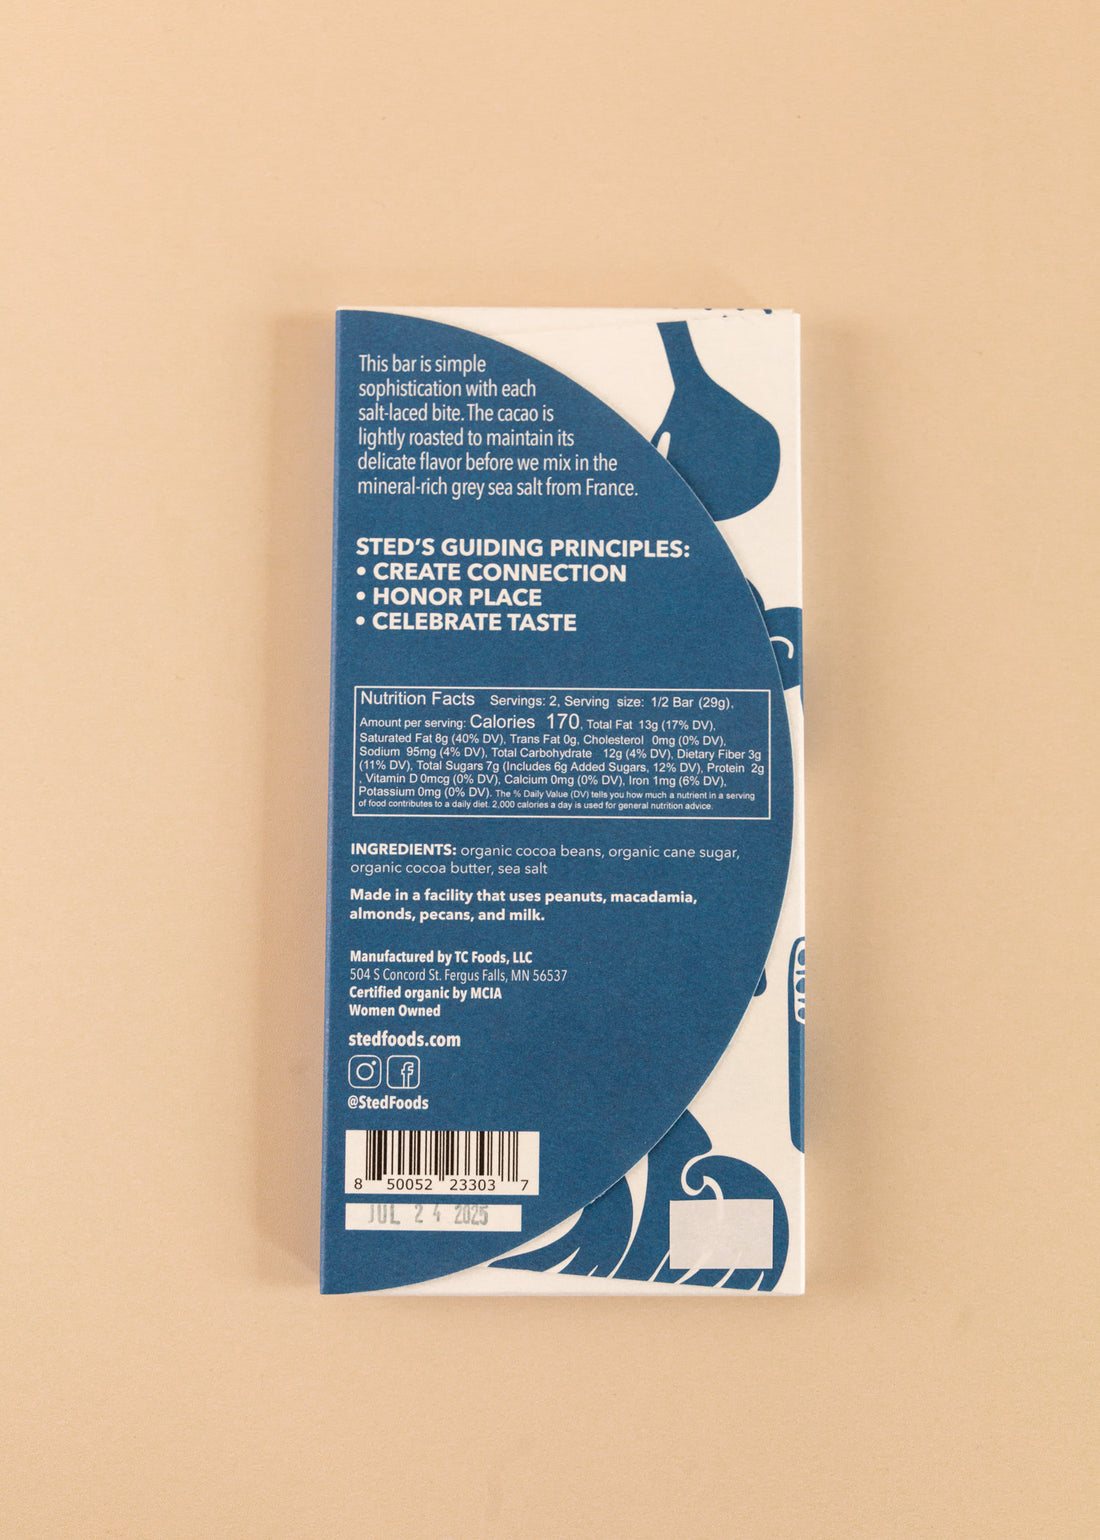 This bar is simple
sophistication with each
salt-laced bite. The cacao is
lightly roasted to maintain its
delicate flavor before we mix in the
mineral-rich grey sea salt from France.
STED'S GUIDING PRINCIPLES:
• CREATE CONNECTION
• HONOR PLACE
• CELEBRATE TASTE
Nutrition Facts Servings: 2, Serving size: 1/2 Bar (29g),
Amount per serving: Calories 170, Total Fat 13g (17% DV),
Saturated Fat 8g (40% DV), Trans Fat 0g, Cholesterol 0mg (0% DV),
Sodium 95mg (4% DV), Total Carbohydrate 12g (4% DV), Dietary Fiber 3g
(11% DV), Total Sugars 7g (Includes 6g Added Sugars, 12% DV), Protein 2g
, Vitamin D 0mcg (0% DV), Calcium 0mg (0% DV), Iron 1mg (6% DV),
Potassium 0mg (0% DV). The % Daily Value (DV) tells you how much a nutrient in a serving
of food contributes to a daily diet. 2,000 calories a day is used for general nutrition advice.
INGREDIENTS: organic cocoa beans, organic cane sugar,
organic cocoa butter, sea salt
Made in a facility that uses peanuts, macadamia,
almonds, pecans, and milk.
Manufactured by TC Foods, LLC
504 S Concord St. Fergus Falls, MN 56537
Certified organic by MCIA
Women Owned
stedfoods.com
@StedFoods
8 50052 23303 7
JUL 24 2025